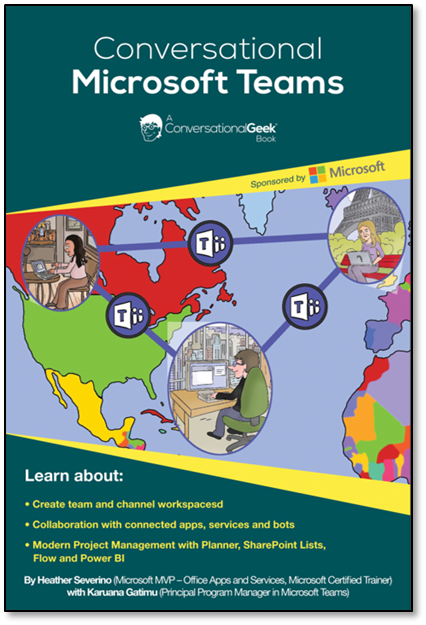 Conversational
Microsoft Teams
A
ConversationalGeek®
Book
Sponsored by Microsoft
T
T
T
Learn about:
• Create team and channel workspacesd
• Collaboration with connected apps, services and bots
• Modern Project Management with Planner, SharePoint Lists,
Flow and Power BI
By Heather Severino (Microsoft MVP – Office Apps and Services, Microsoft Certified Trainer)
with Karuana Gatimu (Principal Program Manager in Microsoft Teams)